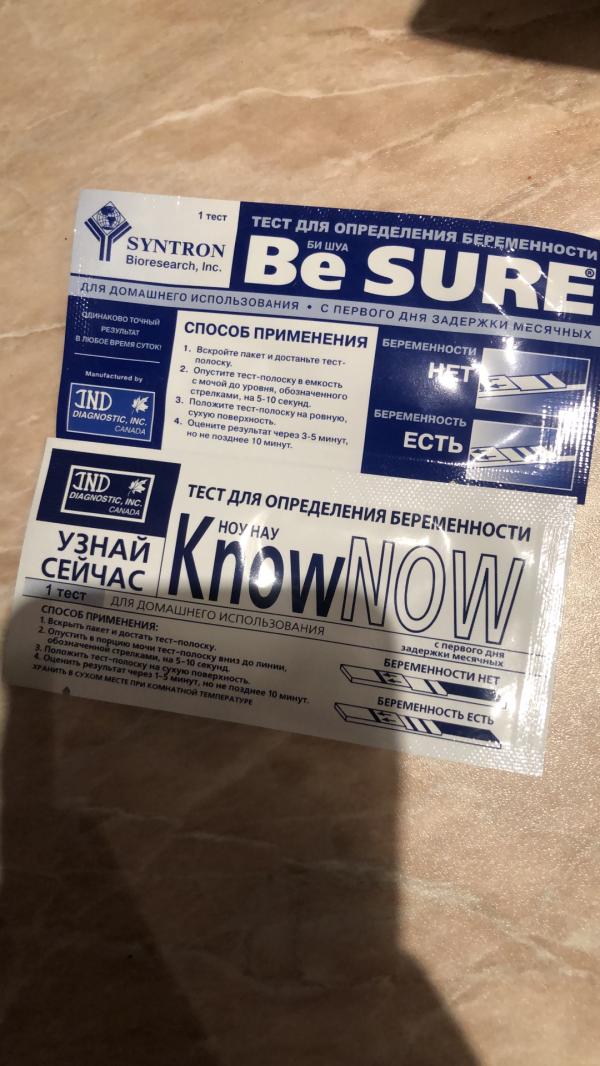 1 тест
SYNTRON
Bioresearch, Inc.
ТЕСТ ДЛЯ ОПРЕДЕЛЕНИЯ БЕРЕМЕННОСТИ
БИ ШУА
Be SURE®
ДЛЯ ДОМАШНЕГО ИСПОЛЬЗОВАНИЯ • С ПЕРВОГО ДНЯ ЗАДЕРЖКИ МЕСЯЧНЫХ
ОДИНАКОВО ТОЧНЫЙ
РЕЗУЛЬТАТ
В ЛЮБОЕ ВРЕМЯ СУТОК!
Manufactured by
IND
DIAGNOSTIC, INC.
CANADA
СПОСОБ ПРИМЕНЕНИЯ
1. Вскройте пакет и достаньте тест-
полоску.
2. Опустите тест-полоску в емкость
с мочой до уровня, обозначенного
стрелками, на 5-10 секунд.
3. Положите тест-полоску на ровную,
сухую поверхность.
4. Оцените результат через 3-5 минут,
но не позднее 10 минут.
БЕРЕМЕННОСТИ
НЕТ
БЕРЕМЕННОСТЬ
ЕСТЬ
IND
DIAGNOSTIC, INC.
CANADA
УЗНАЙ
СЕЙЧАС
1 тест
ТЕСТ ДЛЯ ОПРЕДЕЛЕНИЯ БЕРЕМЕННОСТИ
НОУ НАУ
KnowNOW
ДЛЯ ДОМАШНЕГО ИСПОЛЬЗОВАНИЯ
с первого дня
задержки месячных
СПОСОБ ПРИМЕНЕНИЯ:
1. Вскрыть пакет и достать тест-полоску.
2. Опустить в порцию мочи тест-полоску вниз до линии,
обозначенной стрелками, на 5-10 секунд.
3. Положить тест-полоску на сухую поверхность.
4. Оценить результат через 1-5 минут, но не позднее 10 минут.
ХРАНИТЬ В СУХОМ МЕСТЕ ПРИ КОМНАТНОЙ ТЕМПЕРАТУРЕ
БЕРЕМЕННОСТИ НЕТ
БЕРЕМЕННОСТЬ ЕСТЬ